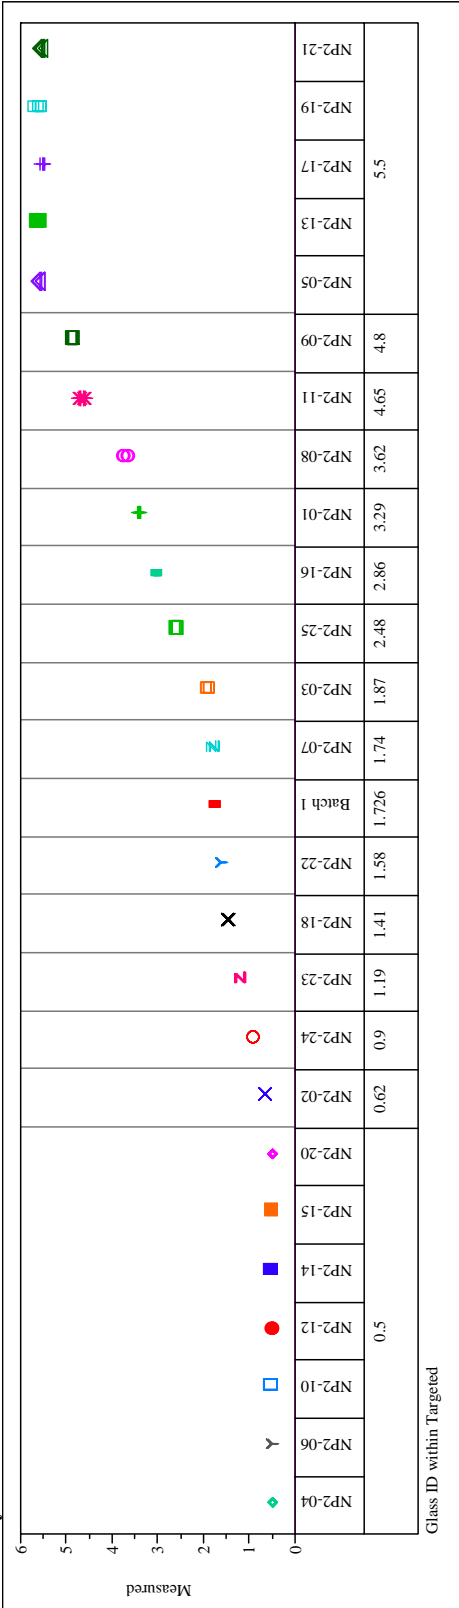 Measured
6
5
4
3
2
1
0
NP2-04
NP2-06
NP2-10
NP2-12
NP2-14
NP2-15
NP2-20
NP2-02
NP2-24
NP2-23
NP2-18
NP2-22
Batch 1
NP2-07
NP2-03
NP2-25
NP2-16
NP2-01
NP2-08
NP2-11
NP2-09
NP2-05
NP2-13
NP2-17
NP2-19
NP2-21
0.5
0.62
0.9
1.19
1.41
1.58
1.726
1.74
1.87
2.48
2.86
3.29
3.62
4.65
4.8
5.5
Glass ID within Targeted